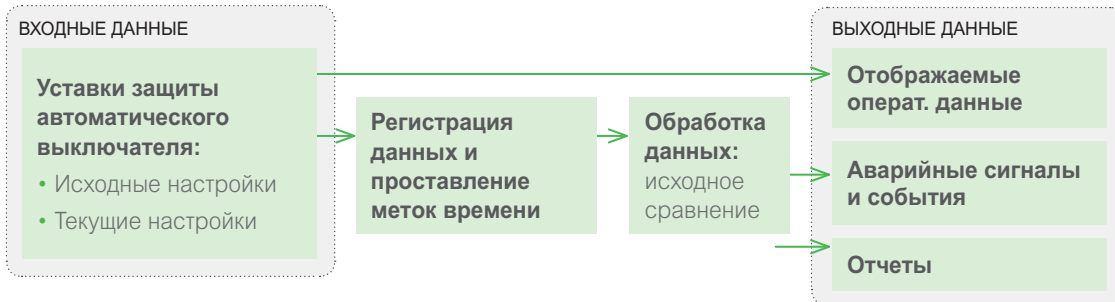 ВХОДНЫЕ ДАННЫЕ
Уставки защиты
автоматического
выключателя:
• Исходные настройки
• Текущие настройки
Регистрация
данных и
проставление
меток времени
Обработка
данных:
исходное
сравнение
ВЫХОДНЫЕ ДАННЫЕ
Отображаемые
операт. данные
Аварийные сигналы
и события
Отчеты